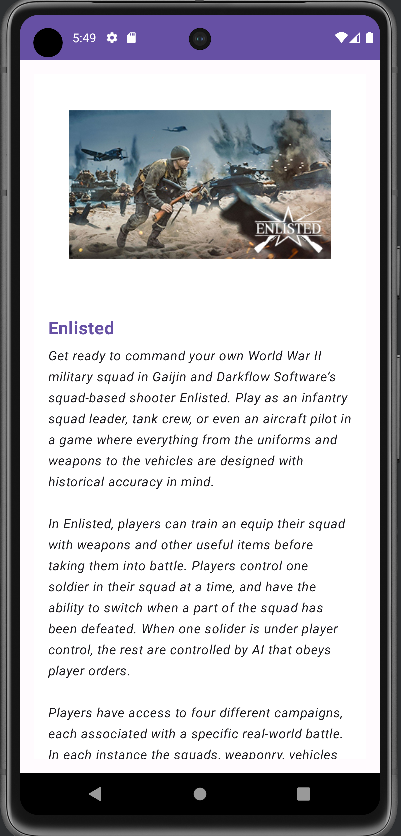 5:49
ENLISTED
Enlisted
Get ready to command your own World War II
military squad in Gaijin and Darkflow Software's
squad-based shooter Enlisted. Play as an infantry
squad leader, tank crew, or even an aircraft pilot in
a game where everything from the uniforms and
weapons to the vehicles are designed with
historical accuracy in mind.
In Enlisted, players can train an equip their squad
with weapons and other useful items before
taking them into battle. Players control one
soldier in their squad at a time, and have the
ability to switch when a part of the squad has
been defeated. When one solider is under player
control, the rest are controlled by AI that obeys
player orders.
Players have access to four different campaigns,
each associated with a specific real-world battle.
In each instance the squads, weaponry, vehicles